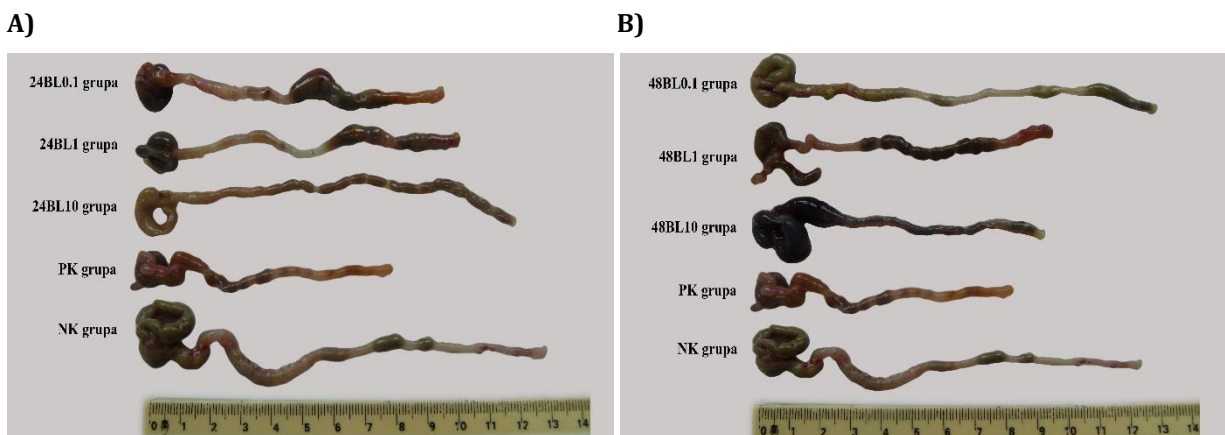 A)
B)
24BL0.1 grupa
24BL1 grupa
24BL10 grupa
PK grupa
NK grupa
0 1 2 3 4 5 6 7 8 9 10 11 12 13 14
48BL0.1 grupa
48BL1 grupa
48BL10 grupa
PK grupa
NK grupa
0 1 2 3 4 5 6 7 8 9 10 11 12 13 14